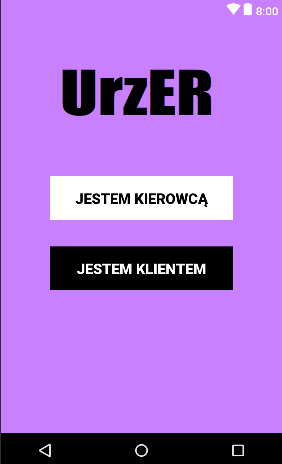 8:00
UrzER
JESTEM KIEROWCĄ
JESTEM KLIENTEM